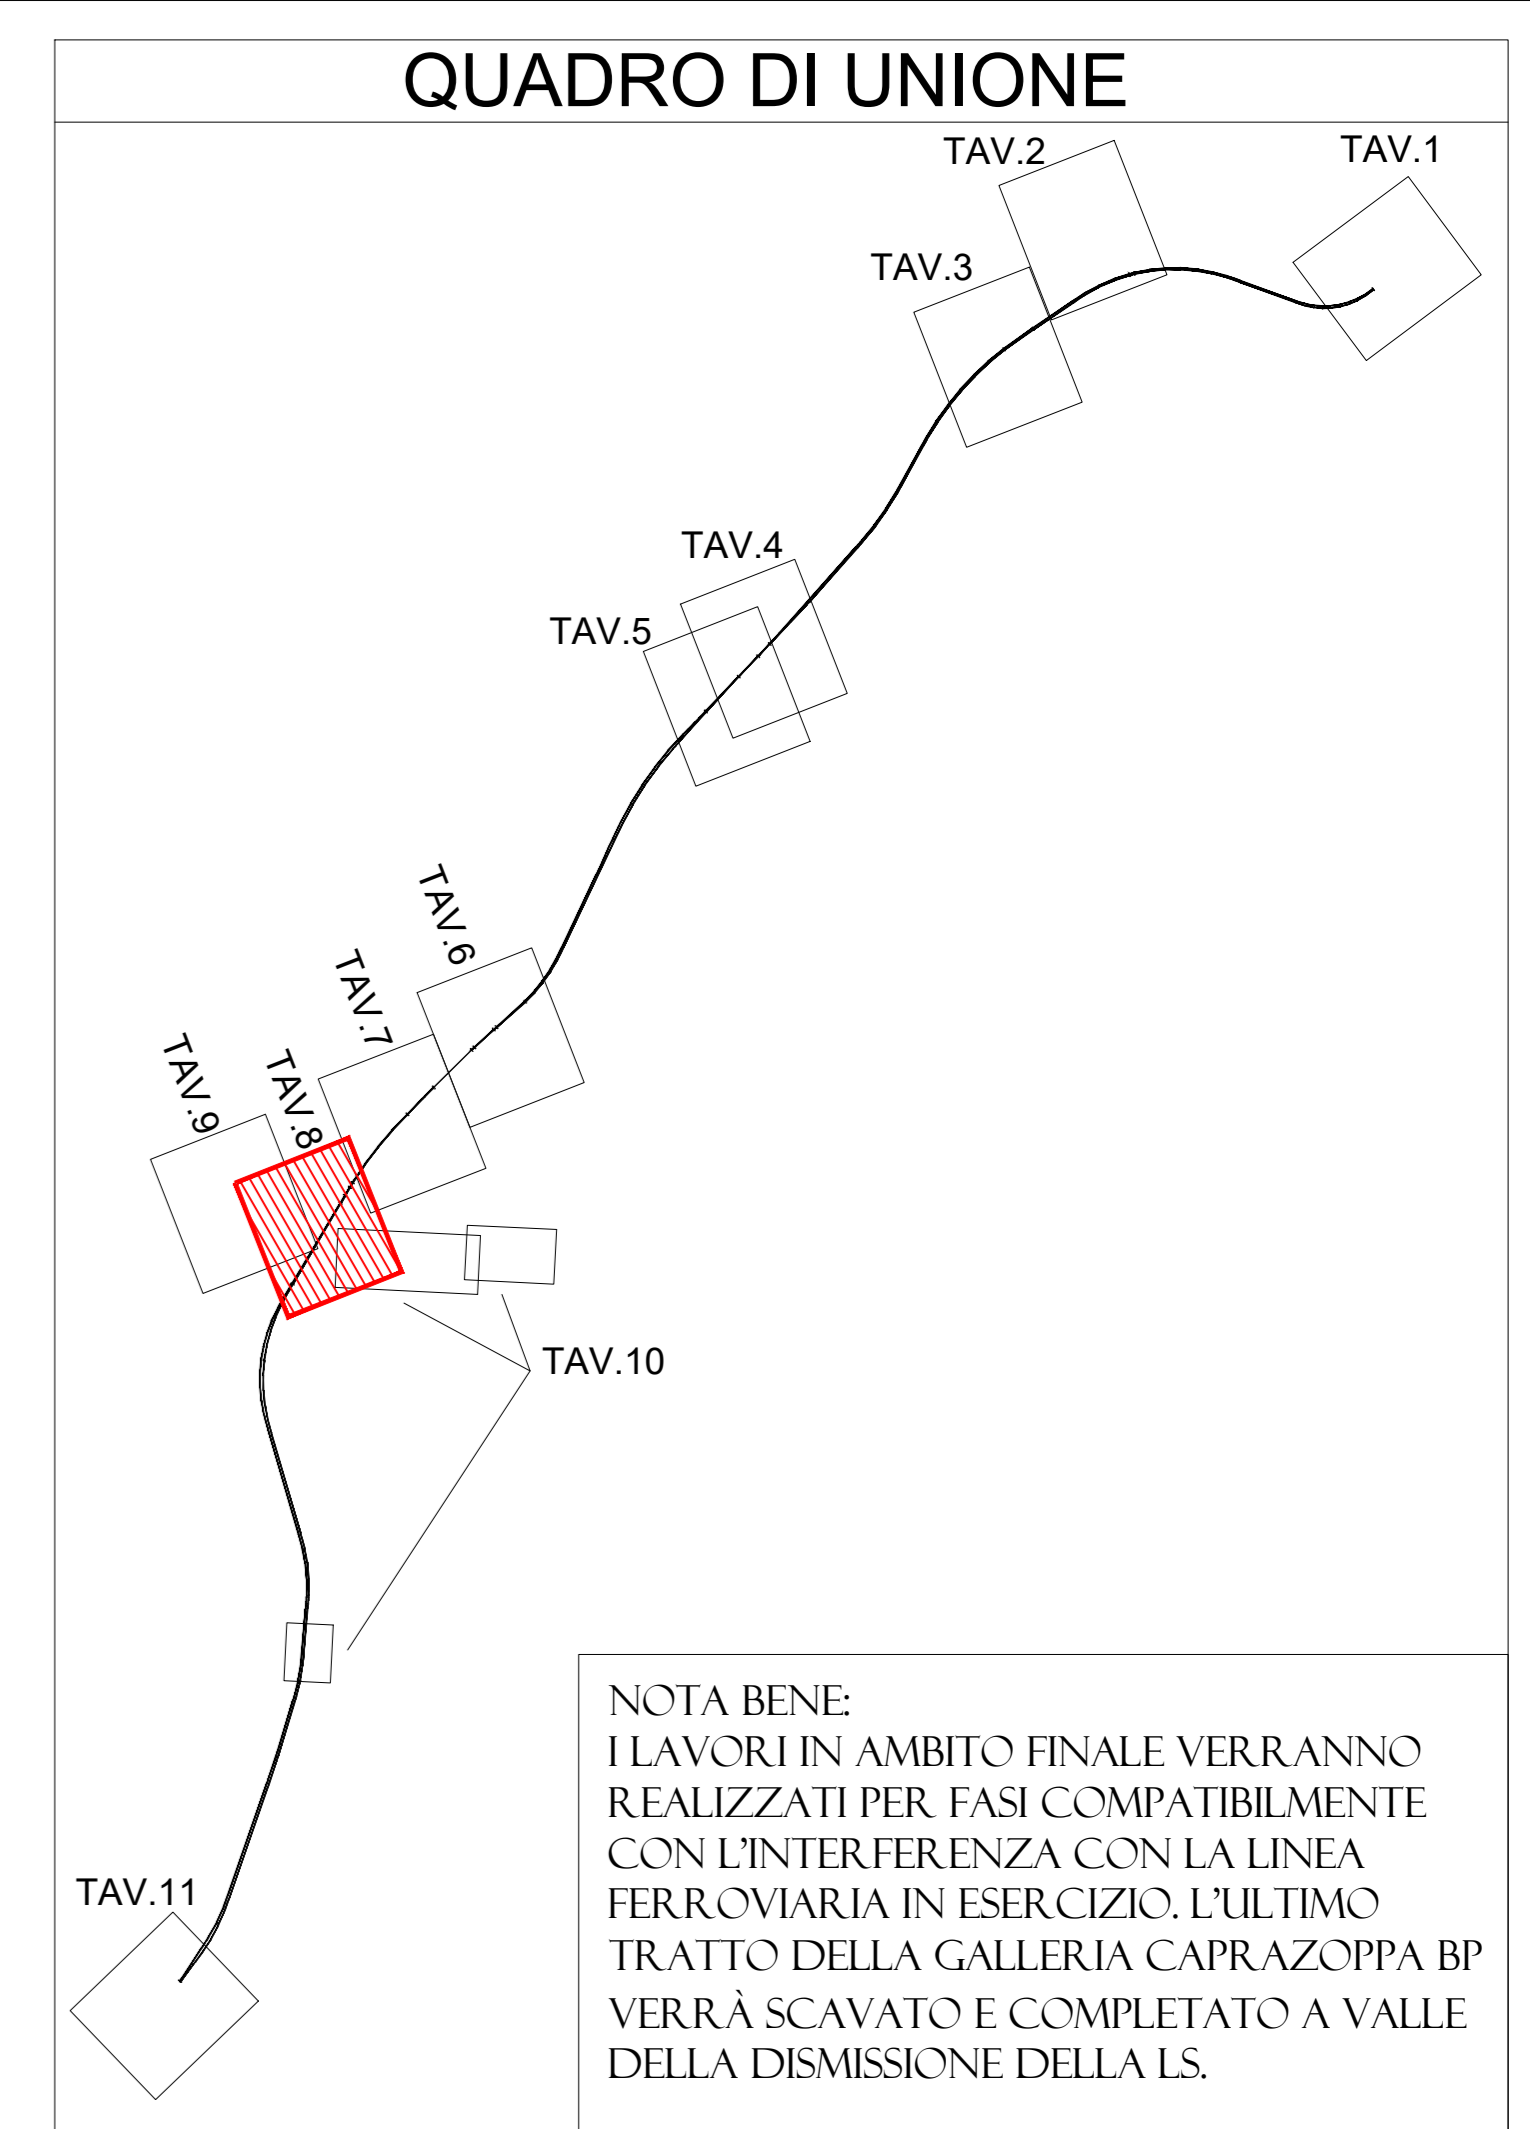 QUADRO DI UNIONE
TAV.1
TAV.2
TAV.3
TAV.4
TAV.5
TAV.6
TAV.7
TAV.8
TAV.9
TAV.10
TAV.11
NOTA BENE:
I LAVORI IN AMBITO FINALE VERRANNO
REALIZZATI PER FASI COMPATIBILMENTE
CON L'INTERFERENZA CON LA LINEA
FERROVIARIA IN ESERCIZIO. L'ULTIMO
TRATTO DELLA GALLERIA CAPRAZOPPA BP
VERRÀ SCAVATO E COMPLETATO A VALLE
DELLA DISMISSIONE DELLA LS.